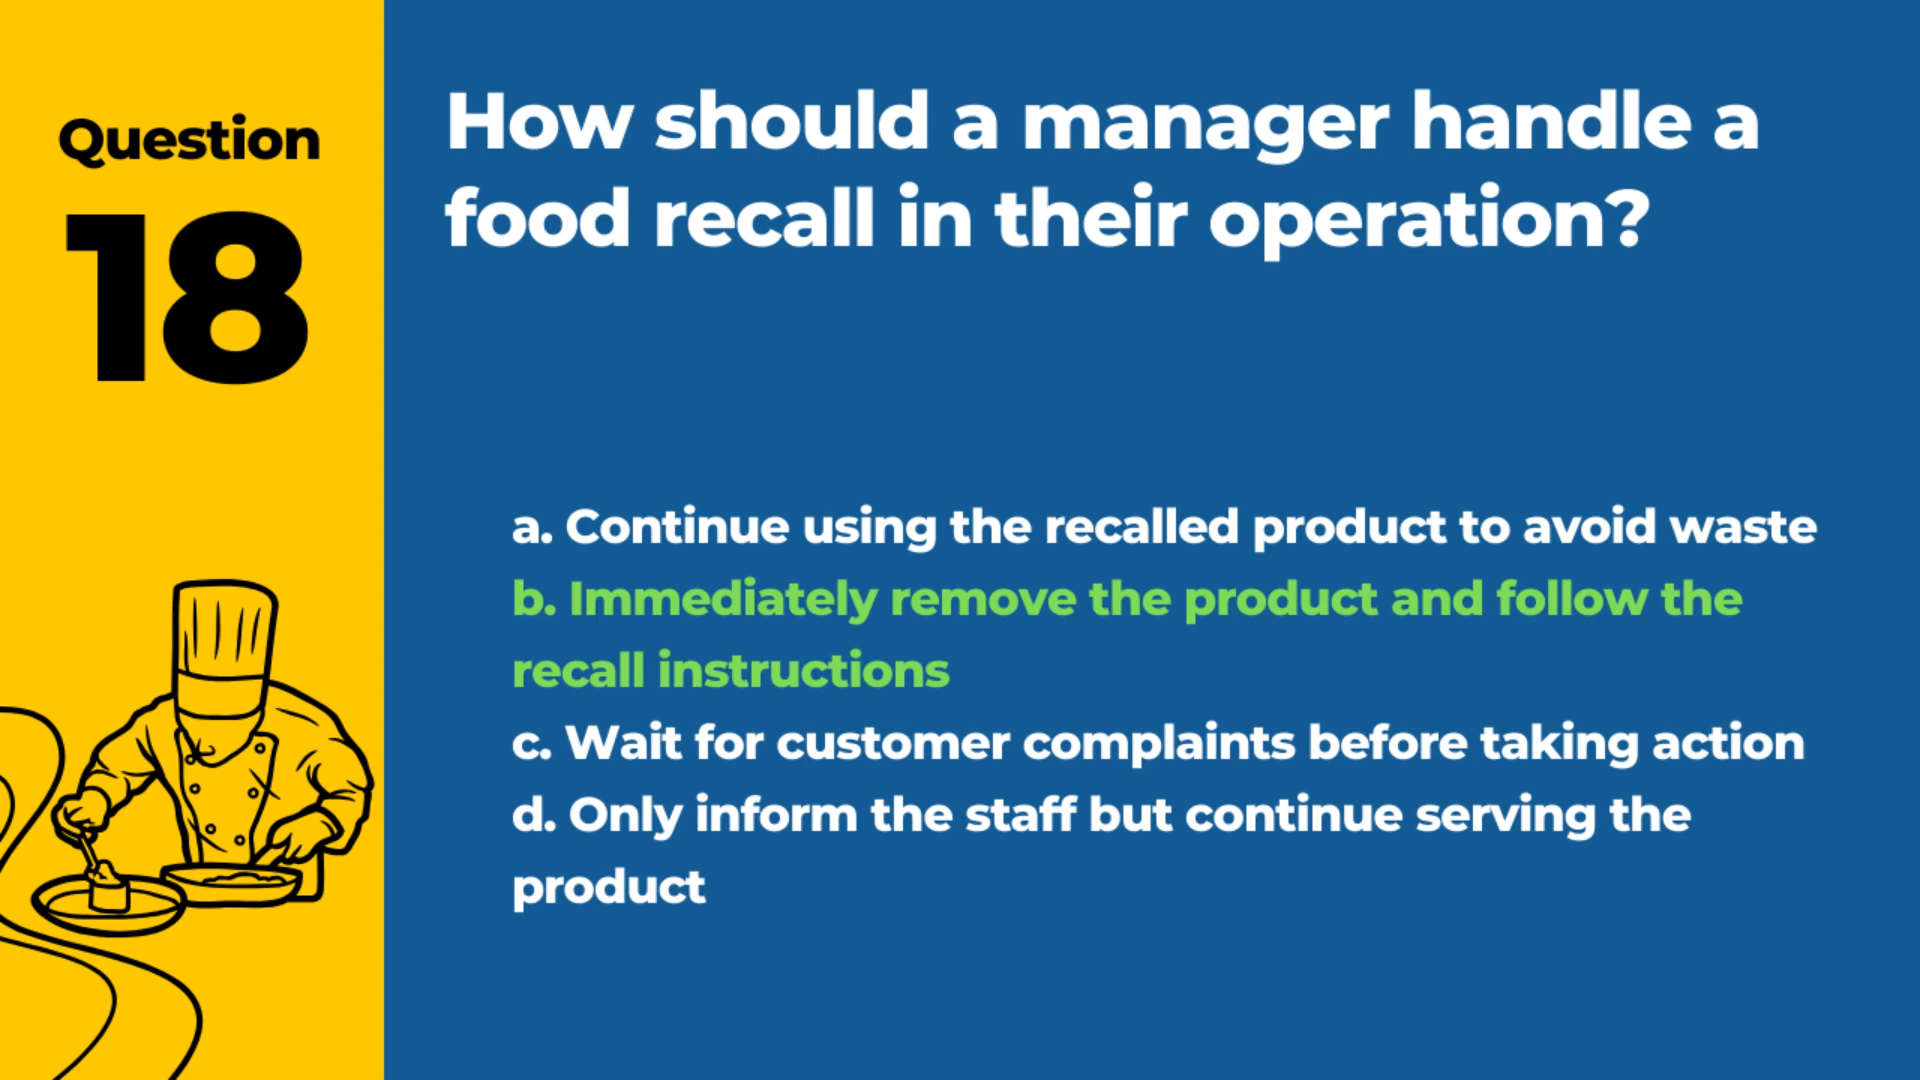 Question
18
How should a manager handle a
food recall in their operation?
a. Continue using the recalled product to avoid waste
b. Immediately remove the product and follow the
recall instructions
c. Wait for customer complaints before taking action
d. Only inform the staff but continue serving the
product